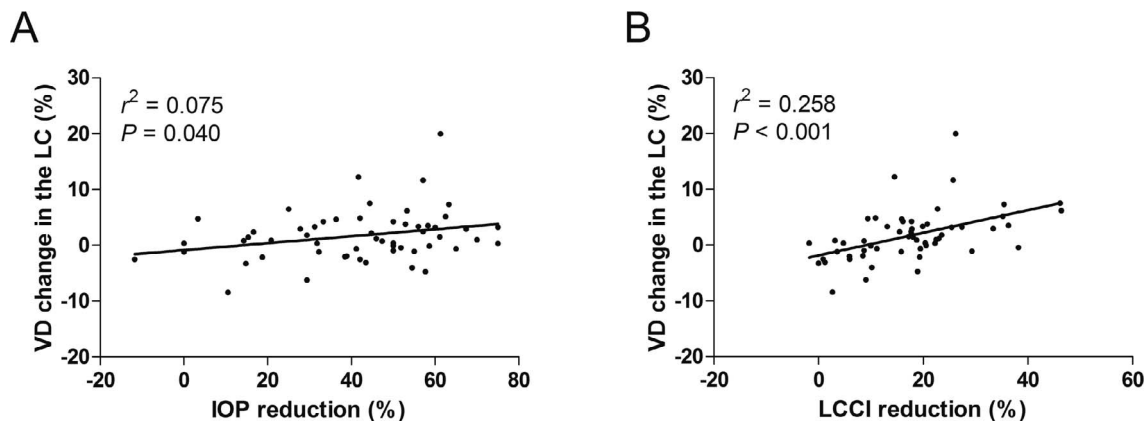 A
VD change in the LC (%)
30
20
10
0
-10
-20
r² = 0.075
P = 0.040
-20
0
20
40
60
80
IOP reduction (%)
B
VD change in the LC (%)
30
20
10
0
-10
-20
r² = 0.258
P < 0.001
-20
0
20
40
60
LCCI reduction (%)